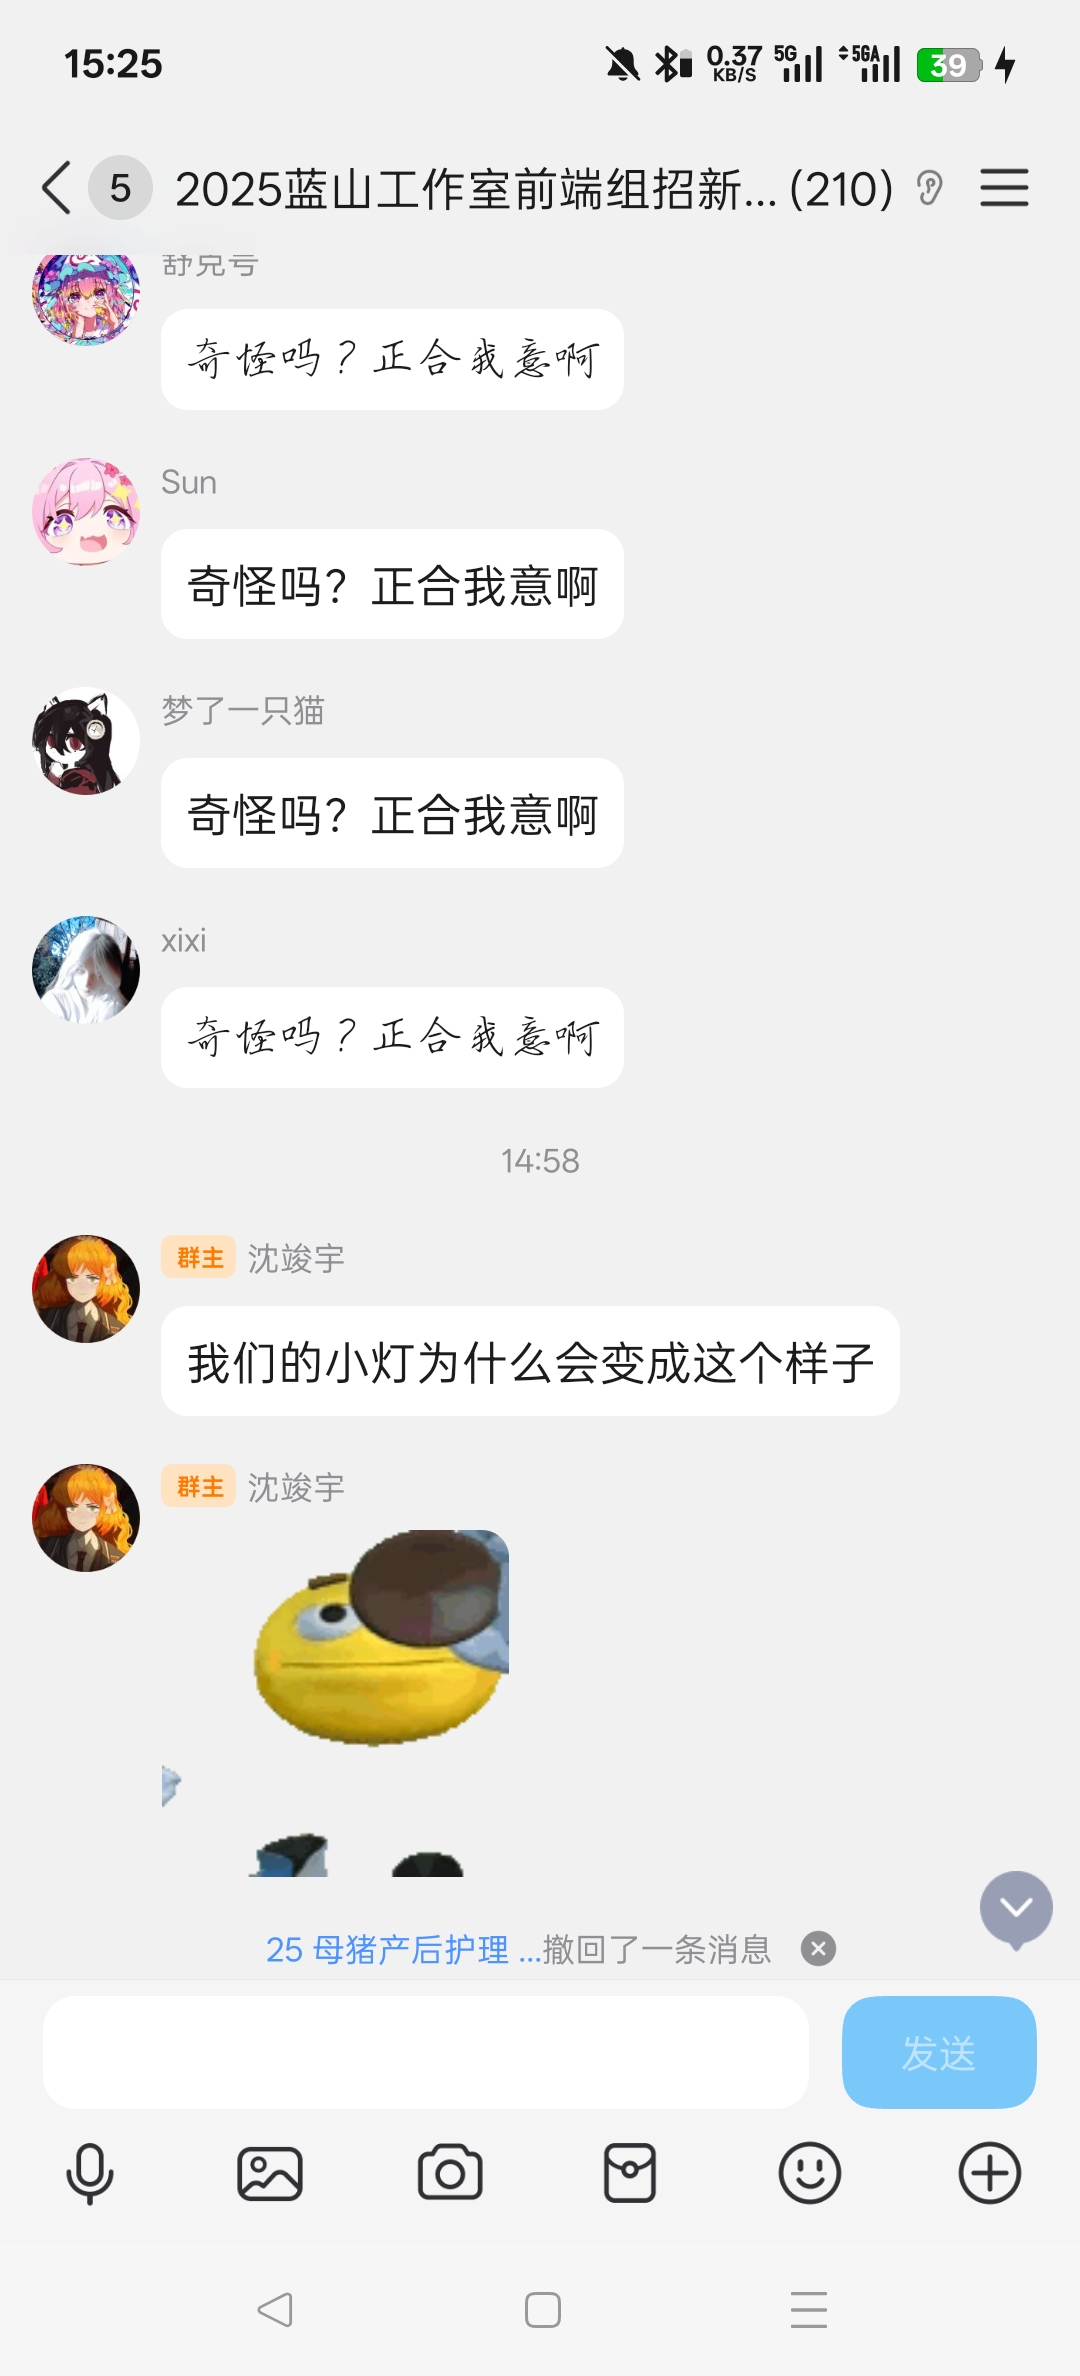 15:25
0.37
KB/S
5G
5GA
39
5
2025蓝山工作室前端组招新... (210)
舒克号
奇怪吗？正合我意啊
Sun
奇怪吗？正合我意啊
梦了一只猫
奇怪吗？正合我意啊
xixi
奇怪吗？正合我意啊
14:58
群主 沈竣宇
我们的小灯为什么会变成这个样子
群主 沈竣宇
25 母猪产后护理 ...撤回了一条消息
发送